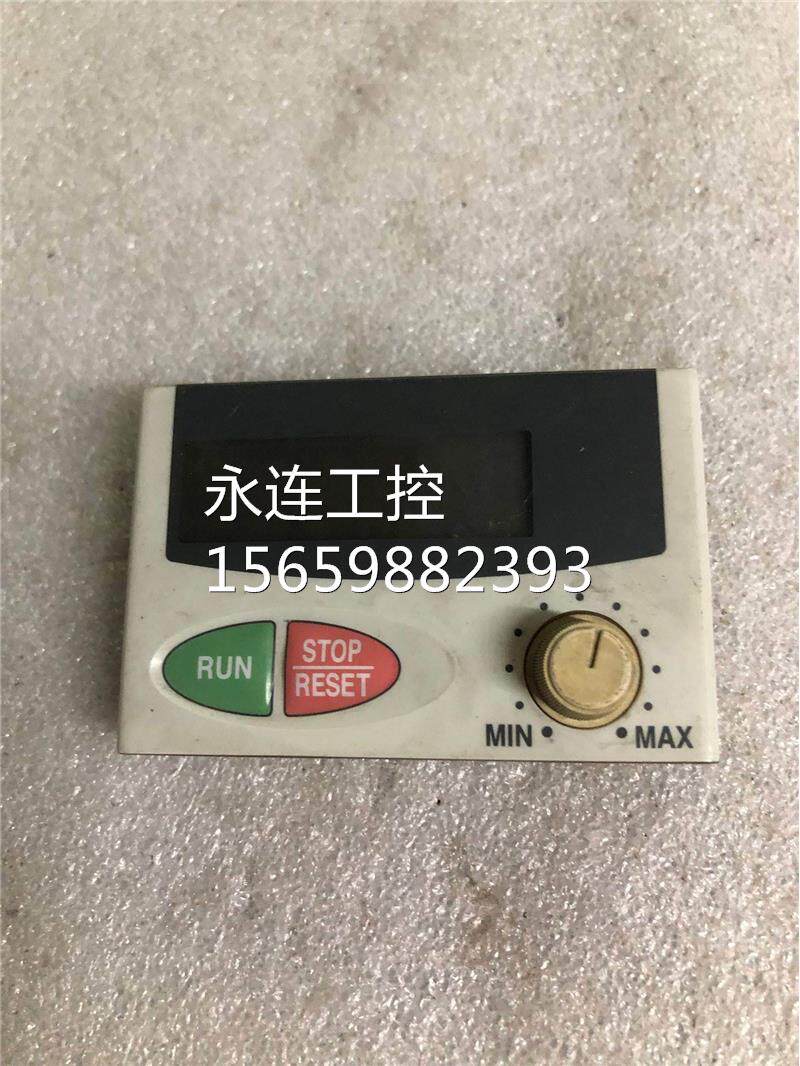 永连工控
15659882393
RUN
STOP
RESET
MIN
MAX